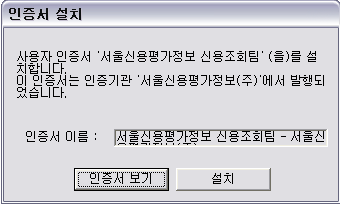 인증서 설치
사용자 인증서 '서울신용평가정보 신용조회팀' (을)를 설
치합니다.
이 인증서는 인증기관 '서울신용평가정보(주)'에서 발행되
었습니다.
인증서 이름 : 서울신용평가정보 신용조회팀 - 서울신
인증서 보기 설치